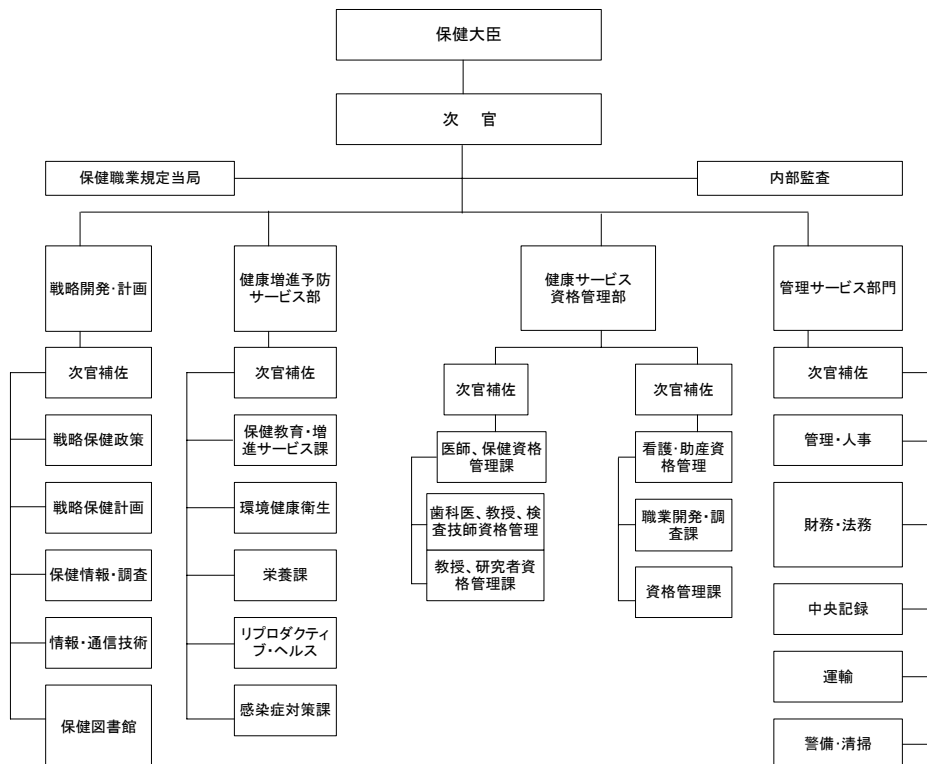 保健大臣
次 官
保健職業規定当局
内部監査
戦略開発・計画
健康増進予防
サービス部
健康サービス
資格管理部
管理サービス部門
次官補佐
戦略保健政策
戦略保健計画
保健情報・調査
情報・通信技術
保健図書館
次官補佐
保健教育・増
進サービス課
環境健康衛生
栄養課
リプロダクティ
ブ・ヘルス
感染症対策課
次官補佐
医師、保健資格
管理課
歯科医、教授、検
査技師資格管理
教授、研究者資
格管理課
次官補佐
看護・助産資
格管理
職業開発・調
査課
資格管理課
次官補佐
管理・人事
財務・法務
中央記録
運輸
警備・清掃